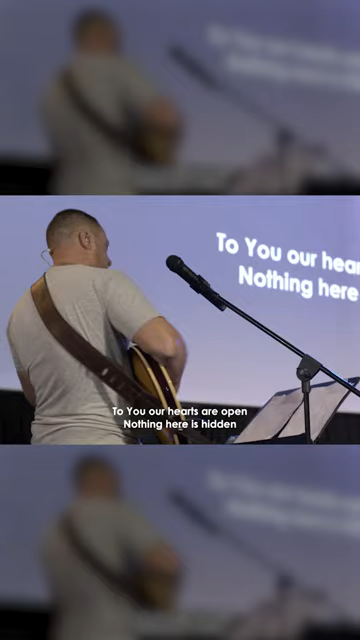 To You our hear
Nothing here
To You our hearts are open
Nothing here is hidden